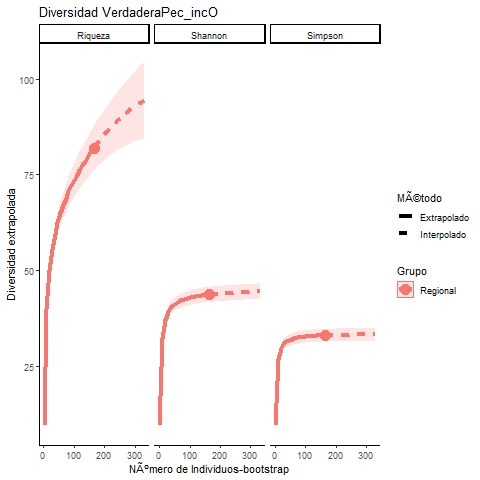 Diversidad VerdaderaPec_incO
Riqueza Shannon Simpson
100
75
50
25
Diversidad extrapolada
0 100 200 300 0 100 200 300 0 100 200 300
NÃºmero de Individuos-bootstrap
MÃ©todo
Extrapolado
Interpolado
Grupo
Regional